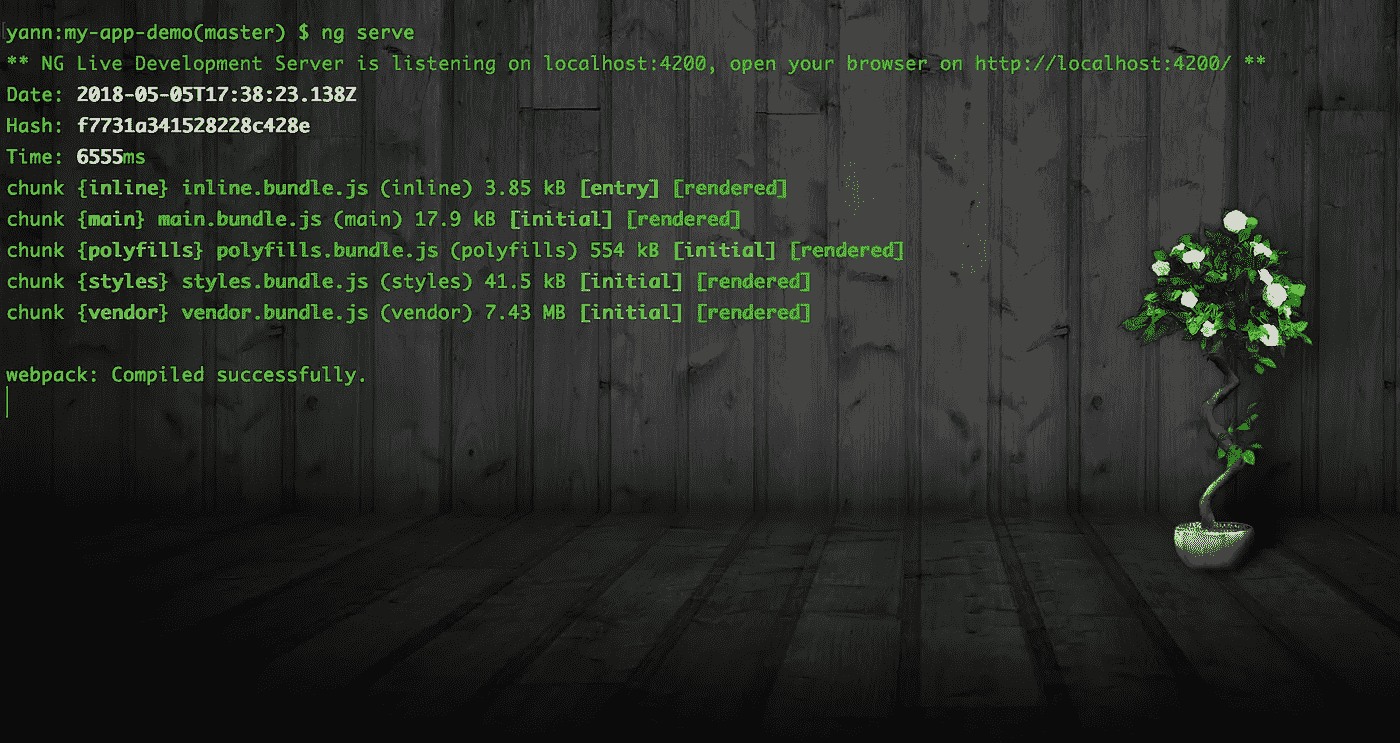 yann:my-app-demo(master) $ ng serve
** NG Live Development Server is listening on localhost:4200, open your browser on http://localhost:4200/ **
Date: 2018-05-05T17:38:23.138Z
Hash: f7731a341528228c428e
Time: 6555ms
chunk {inline} inline.bundle.js (inline) 3.85 kB [entry] [rendered]
chunk {main} main.bundle.js (main) 17.9 kB [initial] [rendered]
chunk {polyfills} polyfills.bundle.js (polyfills) 554 kB [initial] [rendered]
chunk {styles} styles.bundle.js (styles) 41.5 kB [initial] [rendered]
chunk {vendor} vendor.bundle.js (vendor) 7.43 MB [initial] [rendered]
webpack: Compiled successfully.